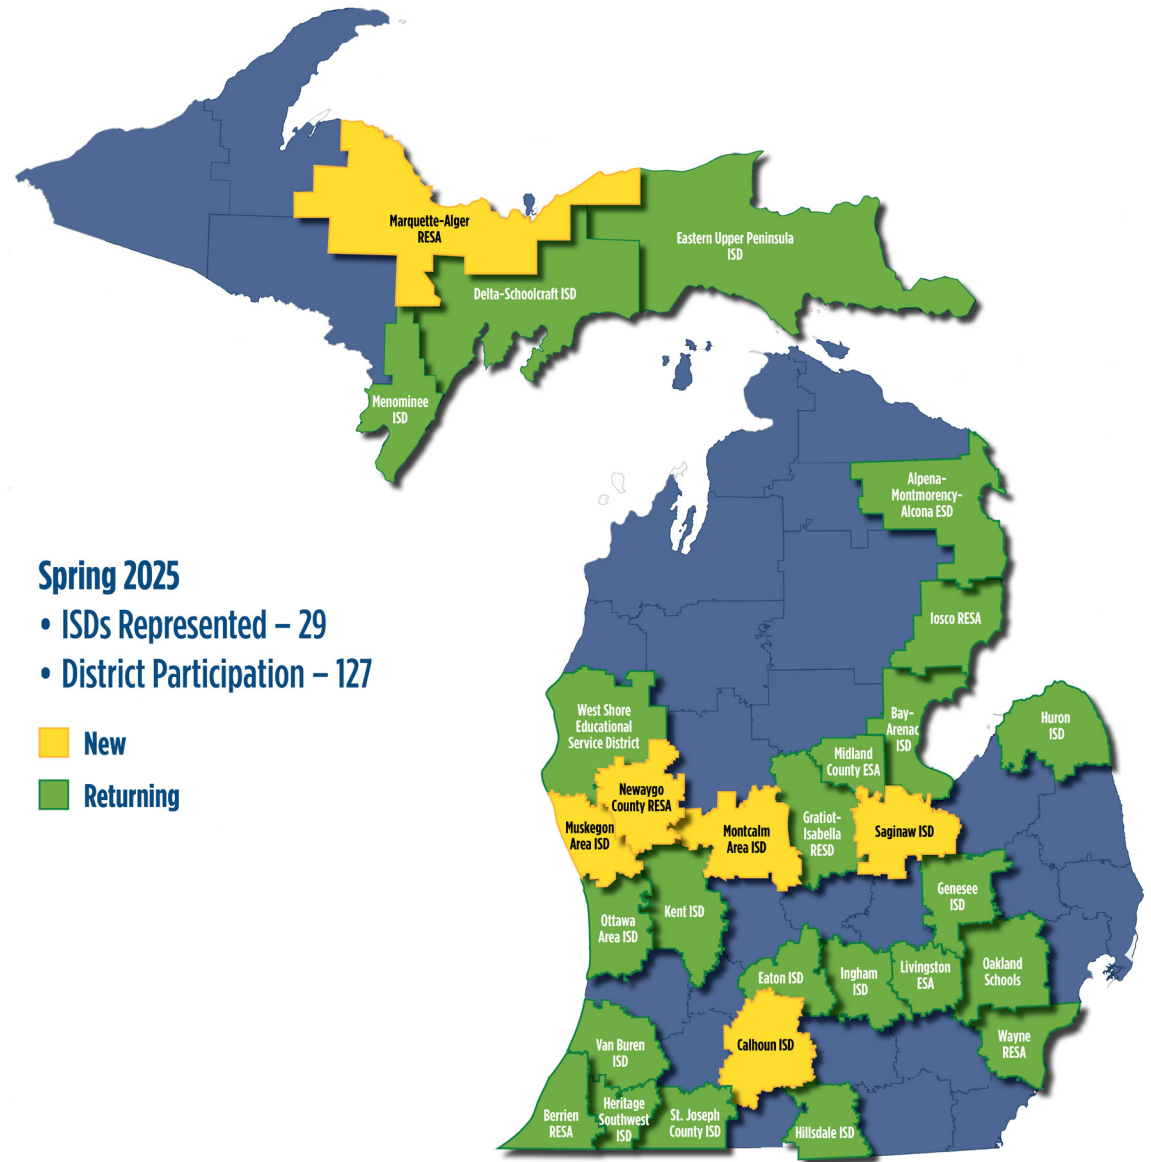 Marquette-Alger
RESA
Eastern Upper Peninsula
ISD
Delta-Schoolcraft ISD
Menominee
ISD
Alpena-
Montmorency-
Alcona ESD
Iosco RESA
Spring 2025
• ISDs Represented – 29
• District Participation – 127
New
Returning
West Shore
Educational
Service District
Bay-
Arenac
ISD
Huron
ISD
Midland
County ESA
Newaygo
County RESA
Muskegon
Area ISD
Montcalm
Area ISD
Gratiot-
Isabella
RESD
Saginaw ISD
Genesee
ISD
Kent ISD
Ottawa
Area ISD
Eaton ISD
Ingham
ISD
Livingston
ESA
Oakland
Schools
Calhoun ISD
Wayne
RESA
Van Buren
ISD
Berrien
RESA
Heritage
Southwest
ISD
St. Joseph
County ISD
Hillsdale ISD